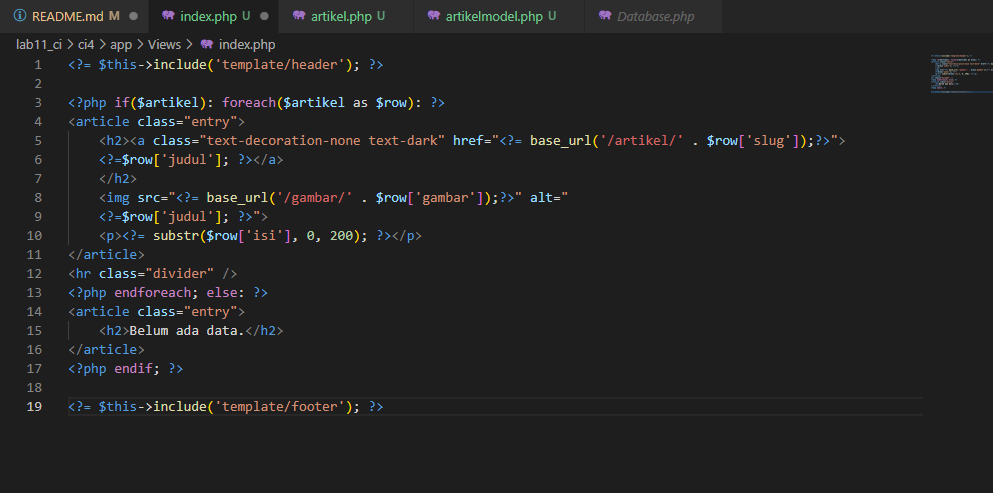 README.md M index.php U artikel.php U artikelmodel.php U Database.php
lab11_ci > ci4 > app > Views > index.php
1 <?= $this->include('template/header'); ?>
2
3 <?php if($artikel): foreach($artikel as $row): ?>
4 <article class="entry">
5 <h2><a class="text-decoration-none text-dark" href="<?= base_url('/artikel/' . $row['slug']);?>">
6 <?=$row['judul']; ?></a>
7 </h2>
8 <img src="<?= base_url('/gambar/' . $row['gambar']);?>" alt="
9 <?=$row['judul']; ?>">
10 <p><?= substr($row['isi'], 0, 200); ?></p>
11 </article>
12 <hr class="divider" />
13 <?php endforeach; else: ?>
14 <article class="entry">
15 <h2>Belum ada data.</h2>
16 </article>
17 <?php endif; ?>
18
19 <?= $this->include('template/footer'); ?>